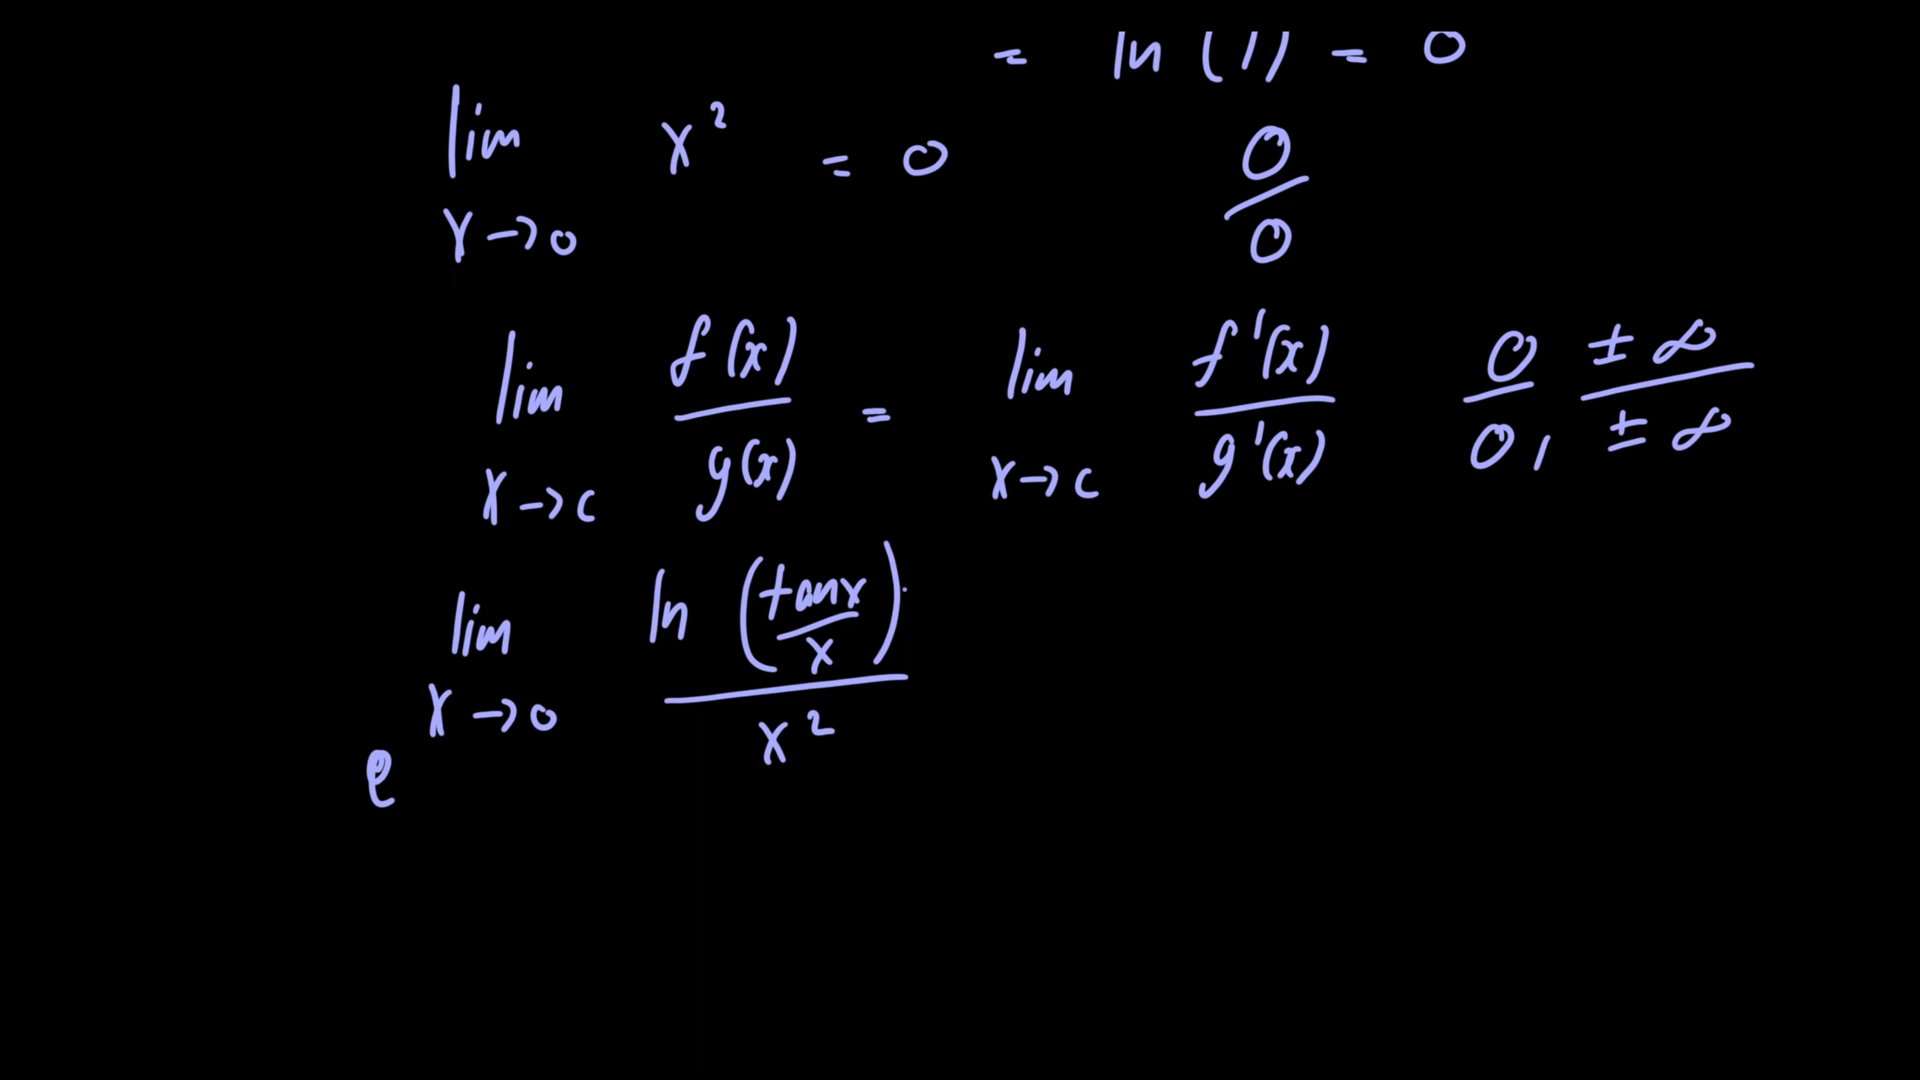 = ln (1) = 0
lim x² = 0 0/0
x→0
lim f(x)/g(x) = lim f'(x)/g'(x) 0/0, ±∞/±∞
x→c x→c
lim ln (tanx/x)/x²
x→0
e